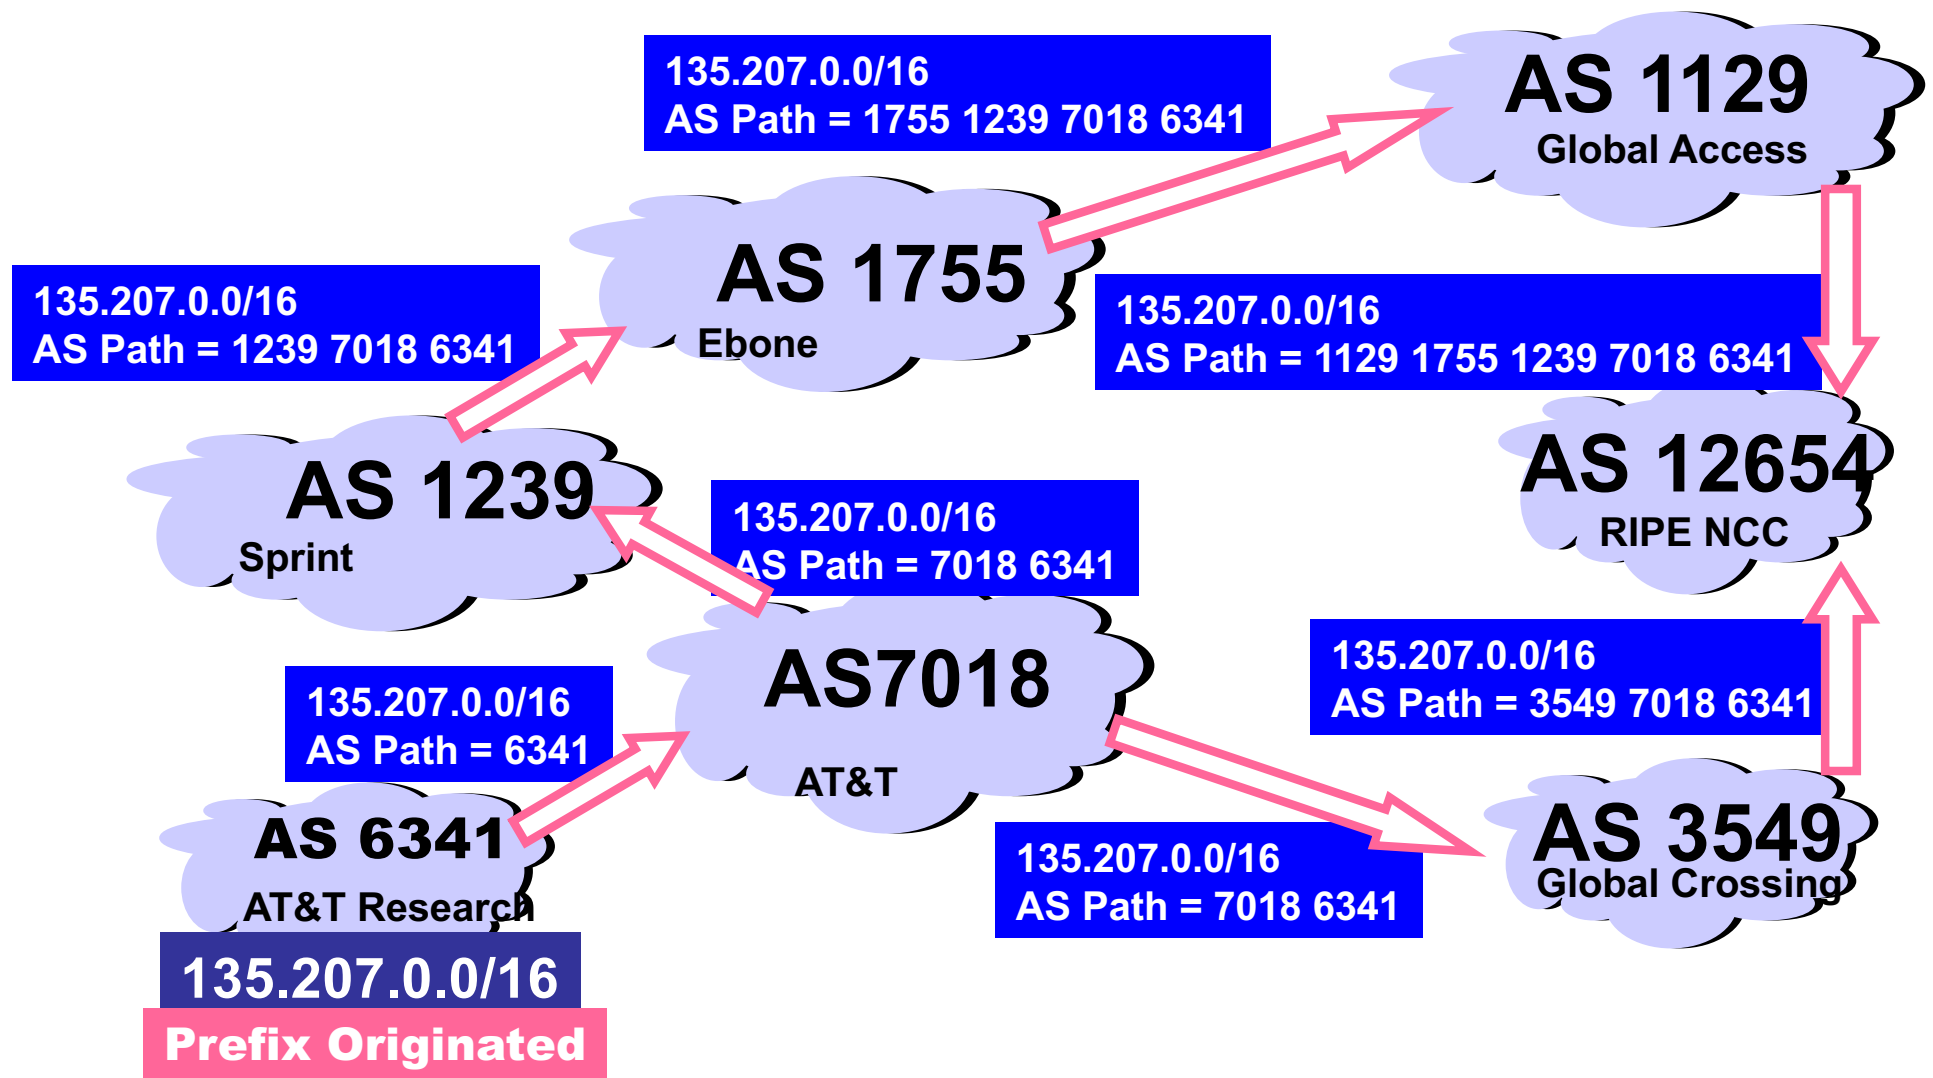 135.207.0.0/16
AS Path = 1755 1239 7018 6341
AS 1129
Global Access
AS 1755
Ebone
135.207.0.0/16
AS Path = 1239 7018 6341
135.207.0.0/16
AS Path = 1129 1755 1239 7018 6341
AS 1239
Sprint
AS 12654
RIPE NCC
135.207.0.0/16
AS Path = 7018 6341
AS7018
AT&T
135.207.0.0/16
AS Path = 3549 7018 6341
135.207.0.0/16
AS Path = 6341
AS 6341
AT&T Research
135.207.0.0/16
Prefix Originated
135.207.0.0/16
AS Path = 7018 6341
AS 3549
Global Crossing